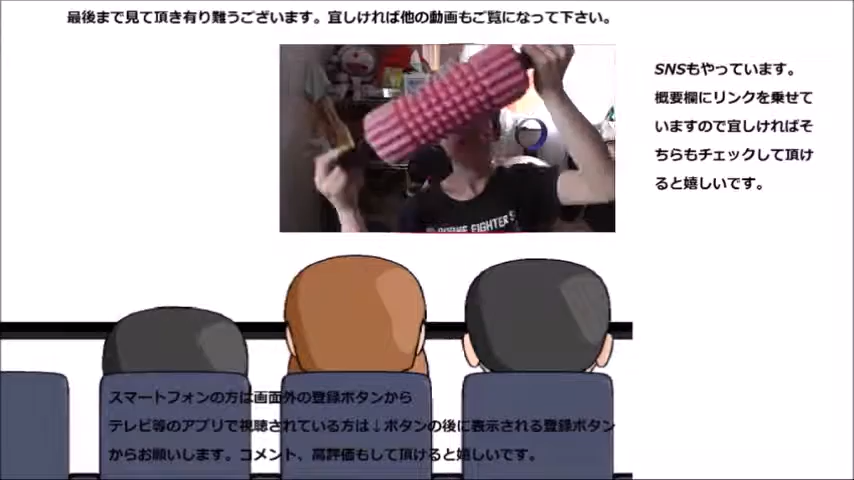 最後まで見て頂き有り難うございます。宜しければ他の動画もご覧になって下さい。
SNSもやっています。
概要欄にリンクを乗せて
いますので宜しければそ
ちらもチェックして頂け
ると嬉しいです。
FIGHTERS
スマートフォンの方は画面外の登録ボタンから
テレビ等のアプリで視聴されている方は↓ボタンの後に表示される登録ボタン
からお願いします。コメント、高評価もして頂けると嬉しいです。